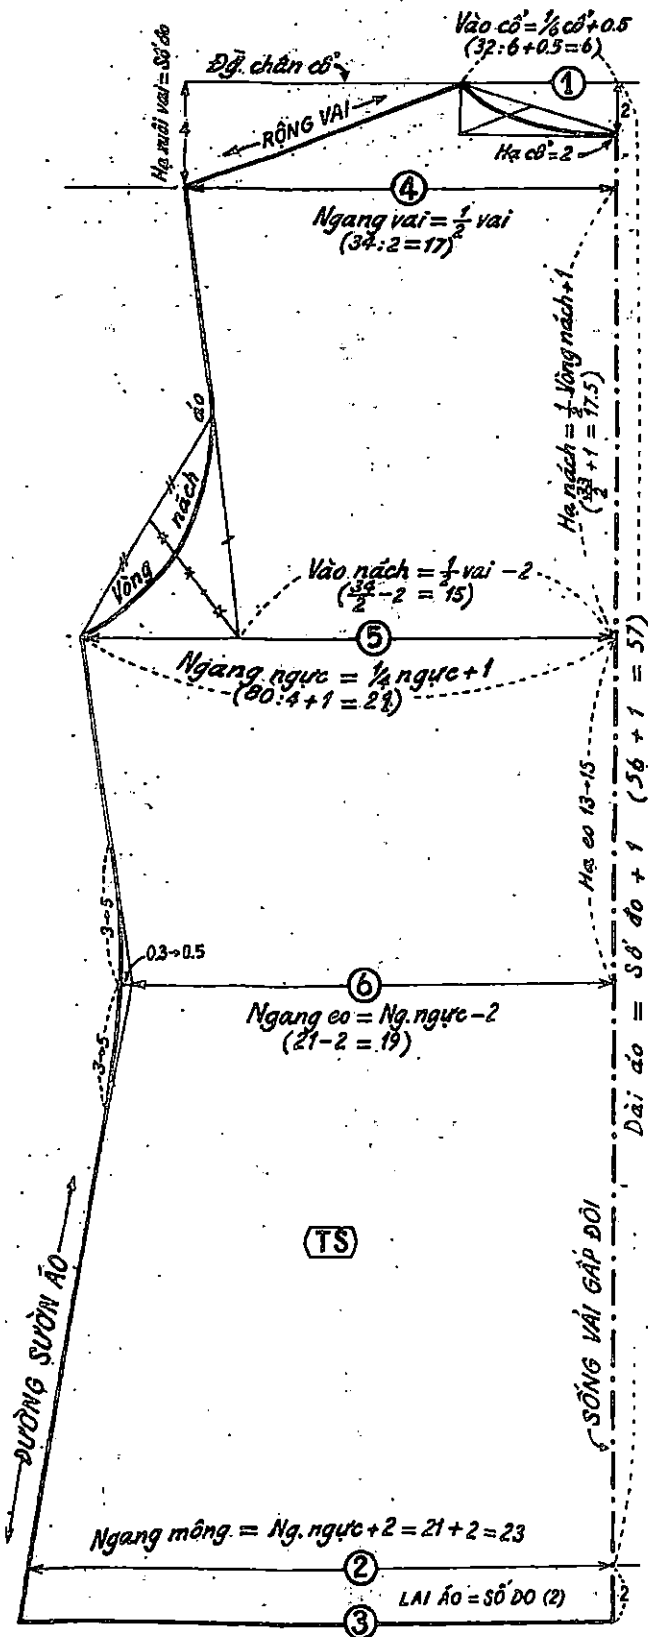 Vào cổ = 1/6 cổ + 0.5
(32:6 + 0.5 = 6)
Đg. chân cổ
1
Hạ xuôi vai = Số đo
RỘNG VAI
2
Hạ cổ = 2
4
Ngang vai = 1/2 vai
(34:2 = 17)
Hạ nách = 1/2 Vòng nách + 1
(33/2 + 1 = 17.5)
Vòng nách áo
Vào nách = 1/2 vai - 2
(34/2 - 2 = 15)
5
Ngang ngực = 1/4 ngực + 1
(80:4 + 1 = 21)
Dài áo = Số đo + 1 (56 + 1 = 57)
Hạ eo 13→15
3→5
0.3→0.5
6
Ngang eo = Ng. ngực - 2
(21 - 2 = 19)
3→5
TS
ĐƯỜNG SƯỜN ÁO
SỐNG VẢI GẤP ĐÔI
Ngang mông = Ng. ngực + 2 = 21 + 2 = 23
2
LAI ÁO = SỐ ĐO (2)
2
3